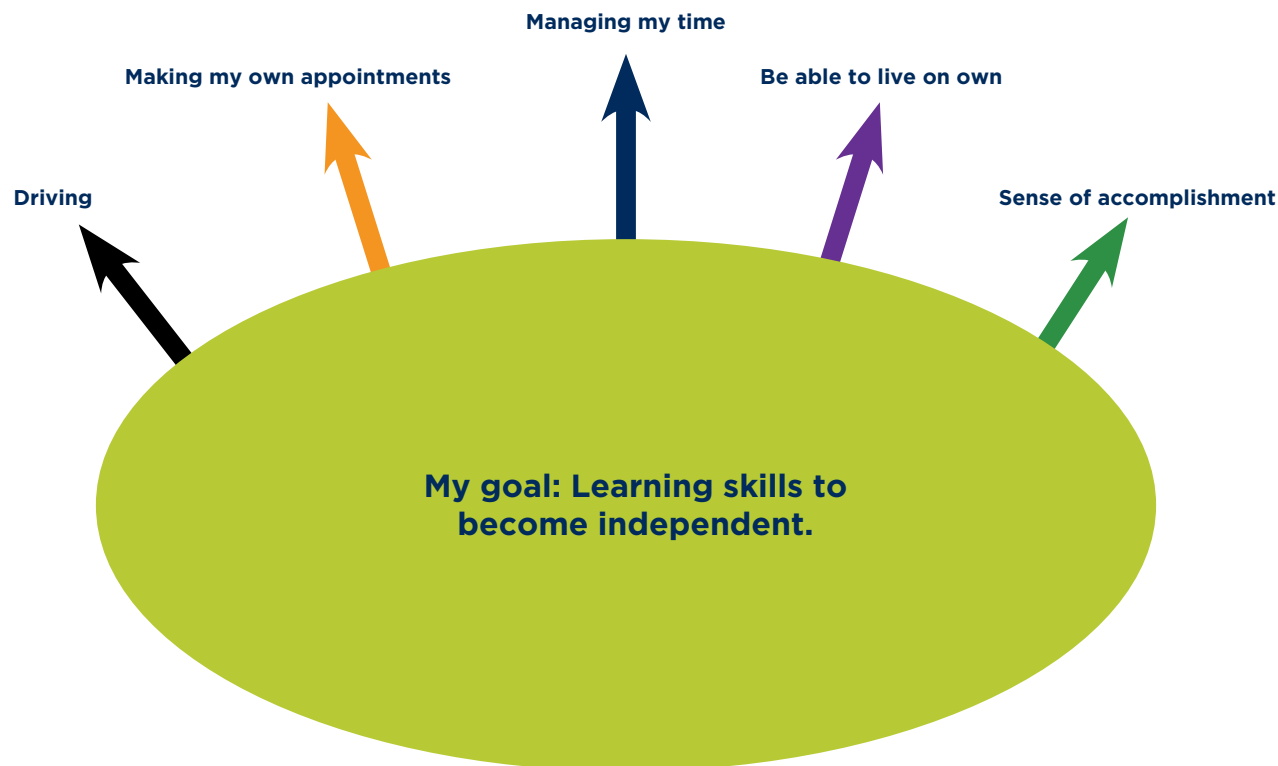 Managing my time
Making my own appointments
Be able to live on own
Driving
Sense of accomplishment
My goal: Learning skills to
become independent.